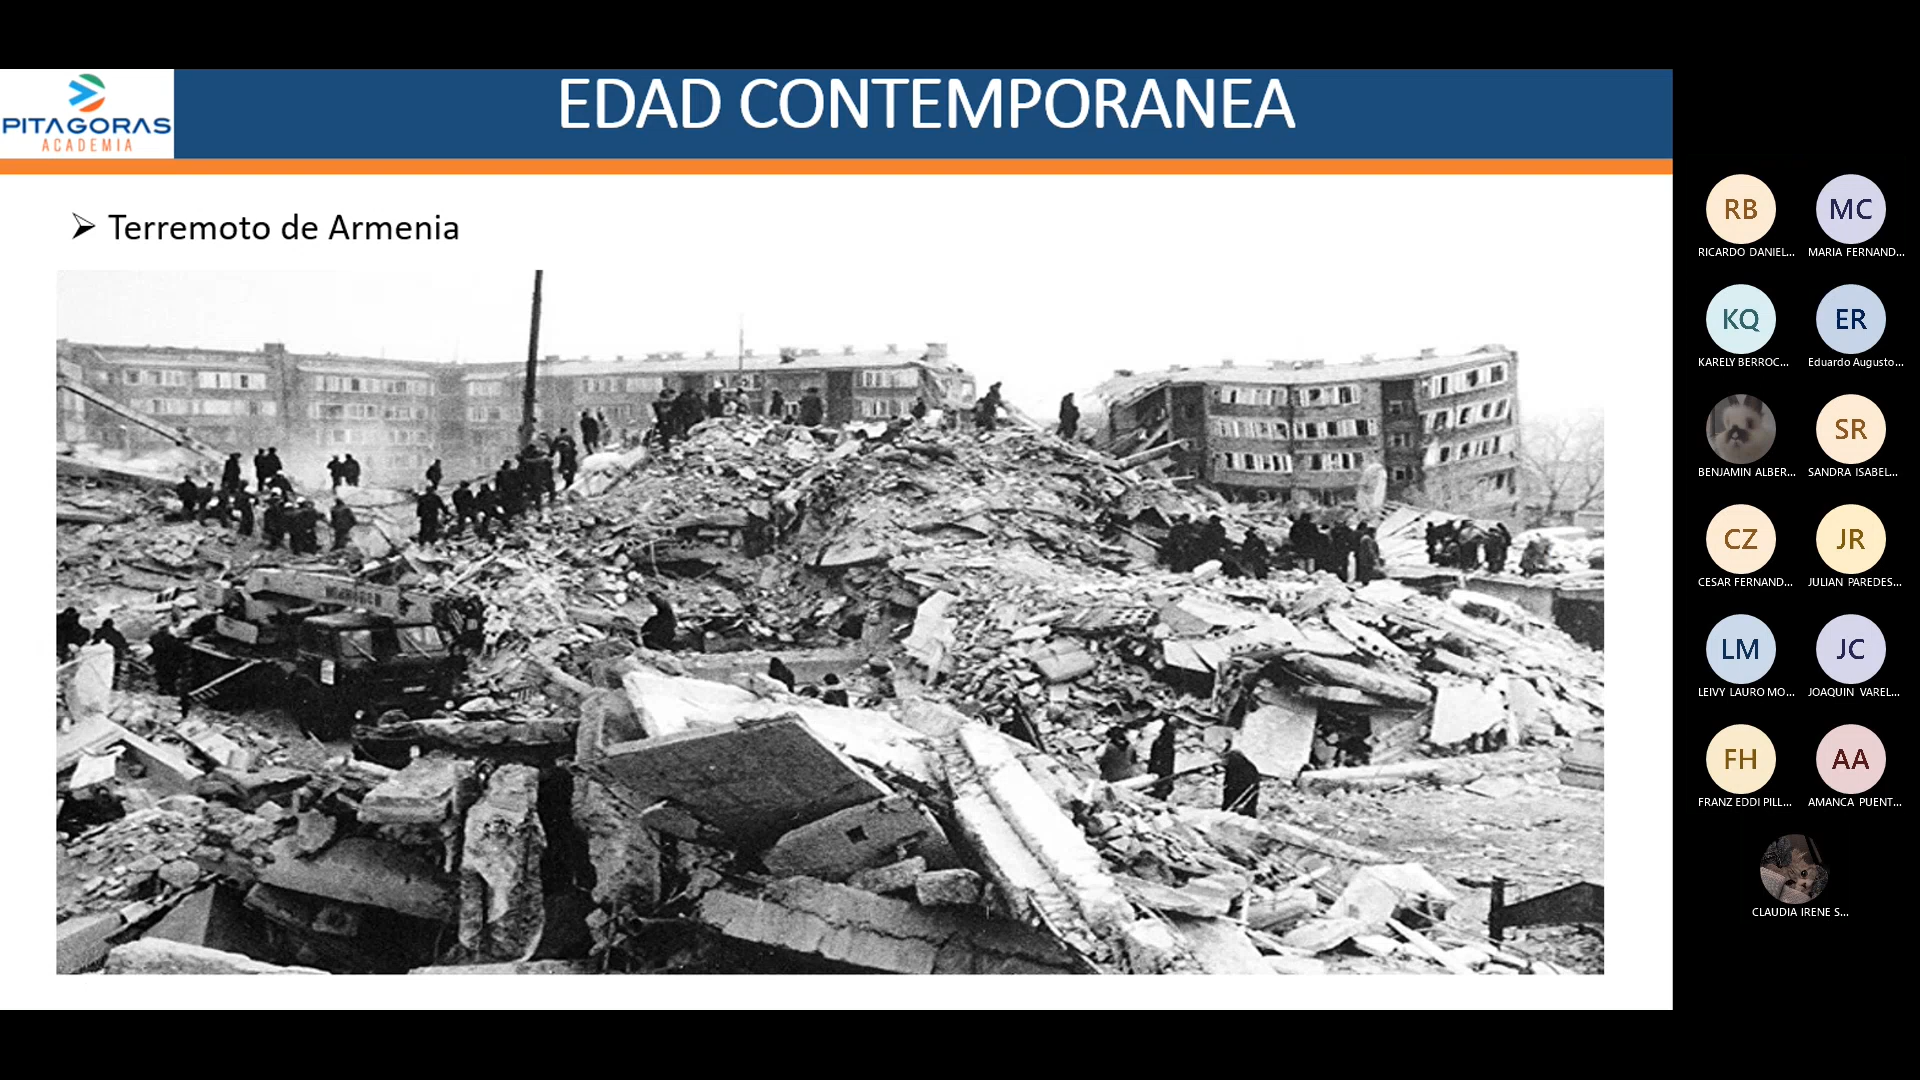 PITAGORAS
ACADEMIA
EDAD CONTEMPORANEA
Terremoto de Armenia
RB
RICARDO DANIEL...
MC
MARIA FERNAND...
KQ
KARELY BERROC...
ER
Eduardo Augusto...
BENJAMIN ALBER...
SR
SANDRA ISABEL...
CZ
CESAR FERNAND...
JR
JULIAN PAREDES...
LM
LEIVY LAURO MO...
JC
JOAQUIN VAREL...
FH
FRANZ EDDI PILL...
AA
AMANCA PUENT...
CLAUDIA IRENE S...